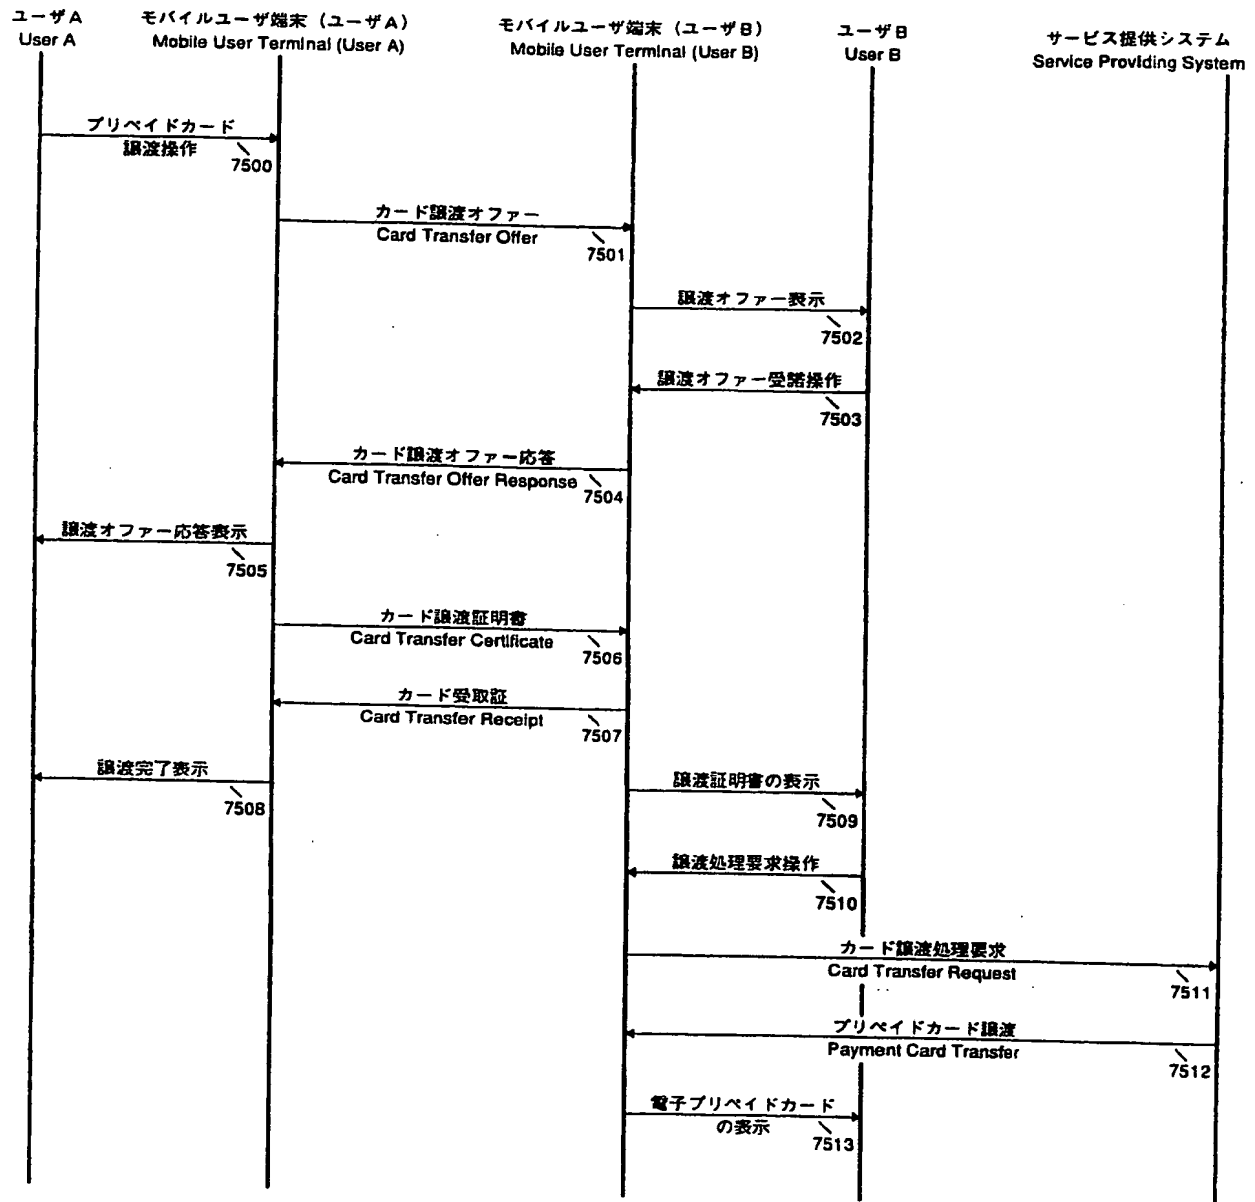 ユーザA
User A
モバイルユーザ端末（ユーザA）
Mobile User Terminal (User A)
モバイルユーザ端末（ユーザB）
Mobile User Terminal (User B)
ユーザB
User B
サービス提供システム
Service Providing System
プリペイドカード
譲渡操作
7500
カード譲渡オファー
Card Transfer Offer
7501
譲渡オファー表示
7502
譲渡オファー受諾操作
7503
カード譲渡オファー応答
Card Transfer Offer Response
7504
譲渡オファー応答表示
7505
カード譲渡証明書
Card Transfer Certificate
7506
カード受取証
Card Transfer Receipt
7507
譲渡完了表示
7508
譲渡証明書の表示
7509
譲渡処理要求操作
7510
カード譲渡処理要求
Card Transfer Request
7511
プリペイドカード譲渡
Payment Card Transfer
7512
電子プリペイドカード
の表示
7513